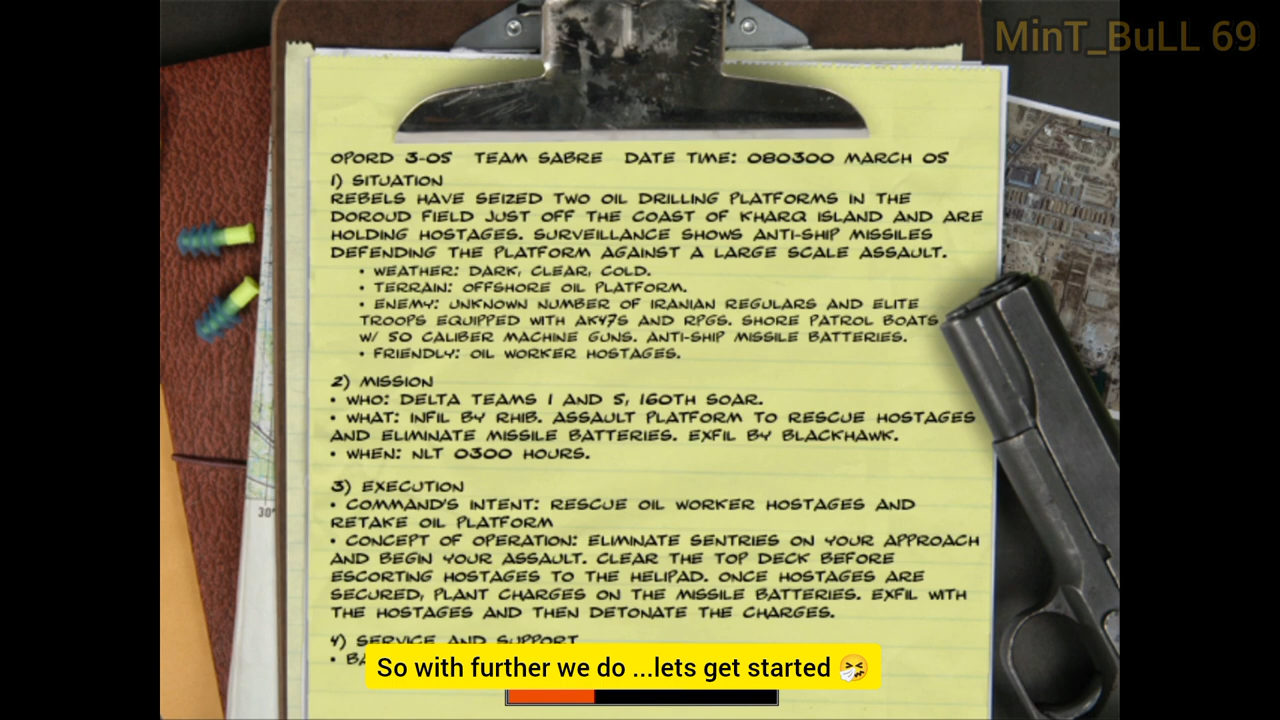 MinT_BuLL 69
OPORD 3-05 TEAM SABRE DATE TIME: 080300 MARCH 05
1) SITUATION
REBELS HAVE SEIZED TWO OIL DRILLING PLATFORMS IN THE
DOROUD FIELD JUST OFF THE COAST OF KHARQ ISLAND AND ARE
HOLDING HOSTAGES. SURVEILLANCE SHOWS ANTI-SHIP MISSILES
DEFENDING THE PLATFORM AGAINST A LARGE SCALE ASSAULT.
• WEATHER: DARK, CLEAR, COLD.
• TERRAIN: OFFSHORE OIL PLATFORM.
• ENEMY: UNKNOWN NUMBER OF IRANIAN REGULARS AND ELITE
TROOPS EQUIPPED WITH AK47S AND RPGS. SHORE PATROL BOATS
W/ 50 CALIBER MACHINE GUNS. ANTI-SHIP MISSILE BATTERIES.
• FRIENDLY: OIL WORKER HOSTAGES.
2) MISSION
• WHO: DELTA TEAMS 1 AND 5, 160TH SOAR.
• WHAT: INFIL BY RHIB. ASSAULT PLATFORM TO RESCUE HOSTAGES
AND ELIMINATE MISSILE BATTERIES. EXFIL BY BLACKHAWK.
• WHEN: NLT 0300 HOURS.
3) EXECUTION
• COMMAND'S INTENT: RESCUE OIL WORKER HOSTAGES AND
RETAKE OIL PLATFORM
• CONCEPT OF OPERATION: ELIMINATE SENTRIES ON YOUR APPROACH
AND BEGIN YOUR ASSAULT. CLEAR THE TOP DECK BEFORE
ESCORTING HOSTAGES TO THE HELIPAD. ONCE HOSTAGES ARE
SECURED, PLANT CHARGES ON THE MISSILE BATTERIES. EXFIL WITH
THE HOSTAGES AND THEN DETONATE THE CHARGES.
30°
4) SERVICE AND SUPPORT
So with further we do ...lets get started 🤧